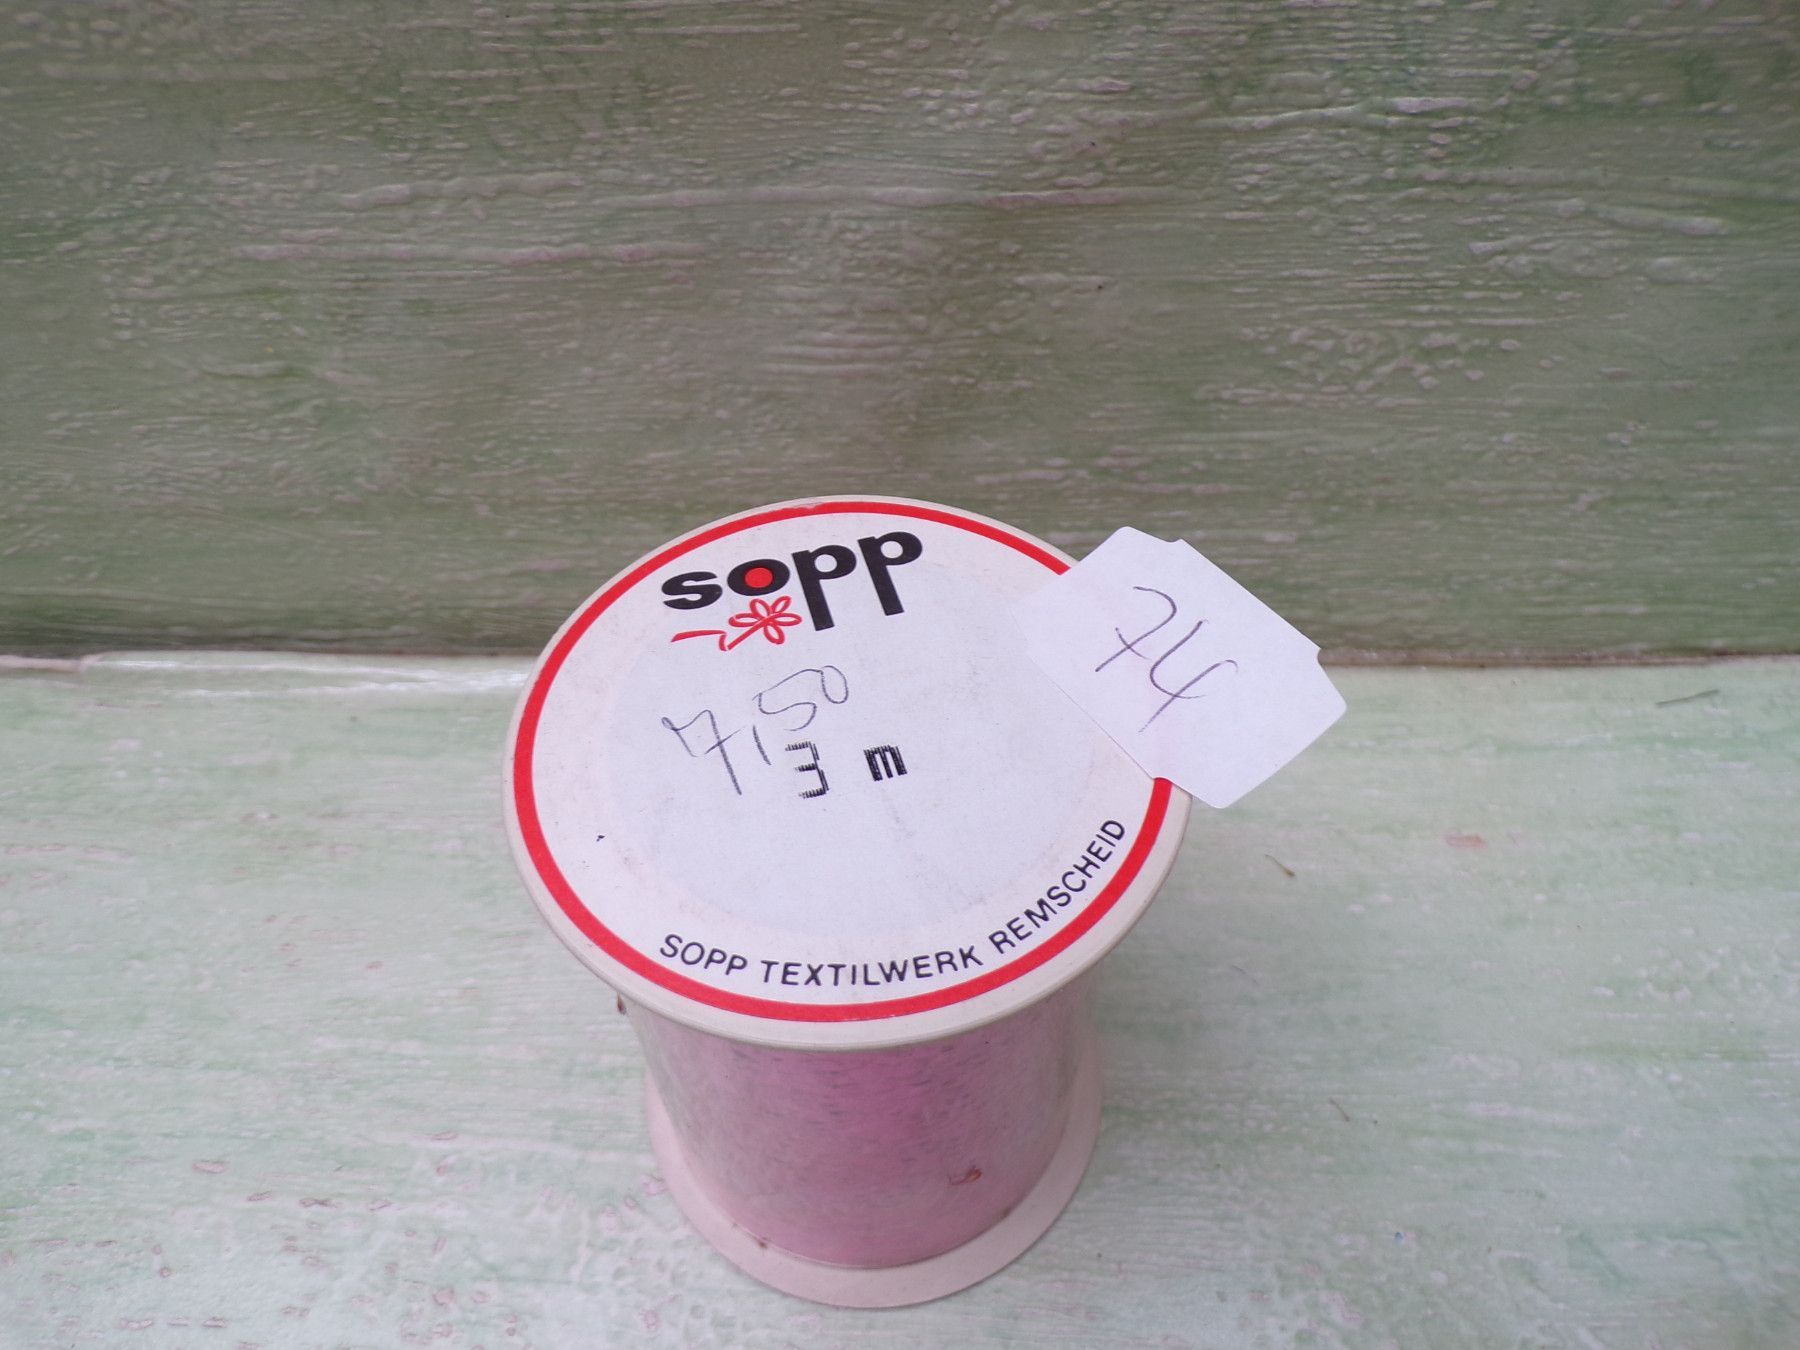 sopp
7,50
3 m
74
SOPP TEXTILWERK REMSCHEID